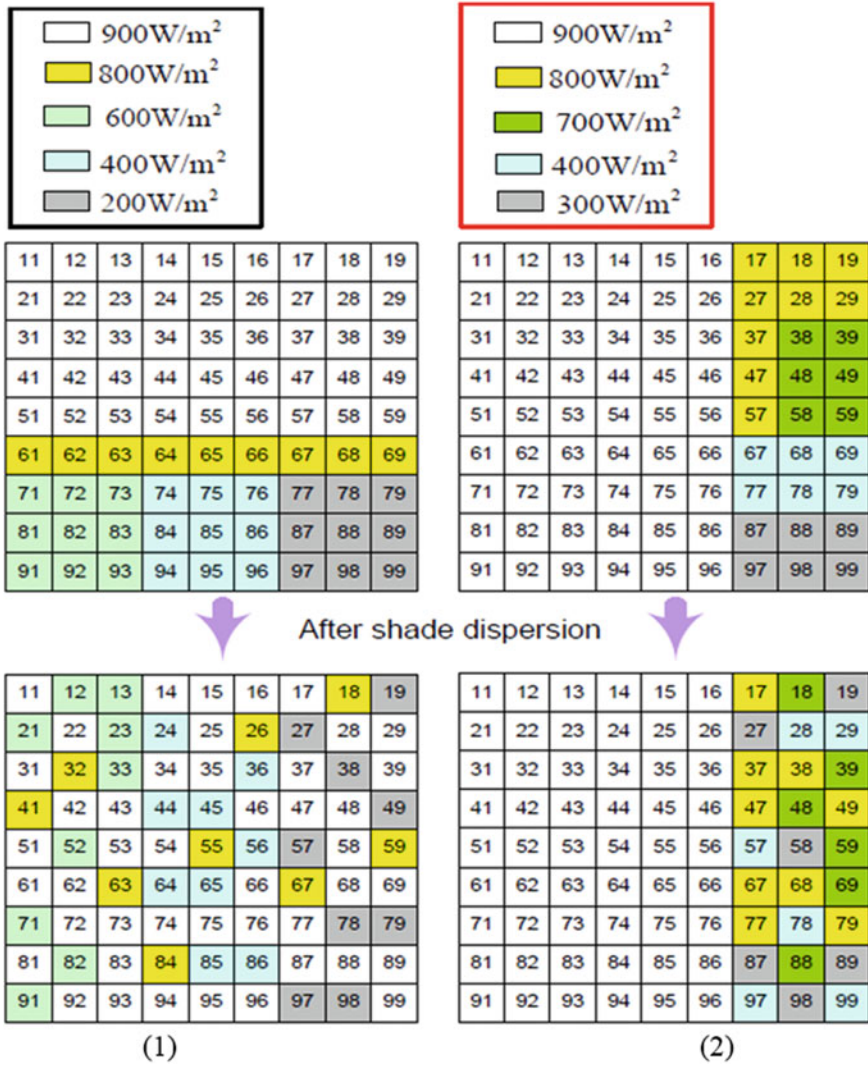 900W/m² 900W/m²
800W/m² 800W/m²
600W/m² 700W/m²
400W/m² 400W/m²
200W/m² 300W/m²
11 12 13 14 15 16 17 18 19 11 12 13 14 15 16 17 18 19
21 22 23 24 25 26 27 28 29 21 22 23 24 25 26 27 28 29
31 32 33 34 35 36 37 38 39 31 32 33 34 35 36 37 38 39
41 42 43 44 45 46 47 48 49 41 42 43 44 45 46 47 48 49
51 52 53 54 55 56 57 58 59 51 52 53 54 55 56 57 58 59
61 62 63 64 65 66 67 68 69 61 62 63 64 65 66 67 68 69
71 72 73 74 75 76 77 78 79 71 72 73 74 75 76 77 78 79
81 82 83 84 85 86 87 88 89 81 82 83 84 85 86 87 88 89
91 92 93 94 95 96 97 98 99 91 92 93 94 95 96 97 98 99
After shade dispersion
11 12 13 14 15 16 17 18 19 11 12 13 14 15 16 17 18 19
21 22 23 24 25 26 27 28 29 21 22 23 24 25 26 27 28 29
31 32 33 34 35 36 37 38 39 31 32 33 34 35 36 37 38 39
41 42 43 44 45 46 47 48 49 41 42 43 44 45 46 47 48 49
51 52 53 54 55 56 57 58 59 51 52 53 54 55 56 57 58 59
61 62 63 64 65 66 67 68 69 61 62 63 64 65 66 67 68 69
71 72 73 74 75 76 77 78 79 71 72 73 74 75 76 77 78 79
81 82 83 84 85 86 87 88 89 81 82 83 84 85 86 87 88 89
91 92 93 94 95 96 97 98 99 91 92 93 94 95 96 97 98 99
(1) (2)